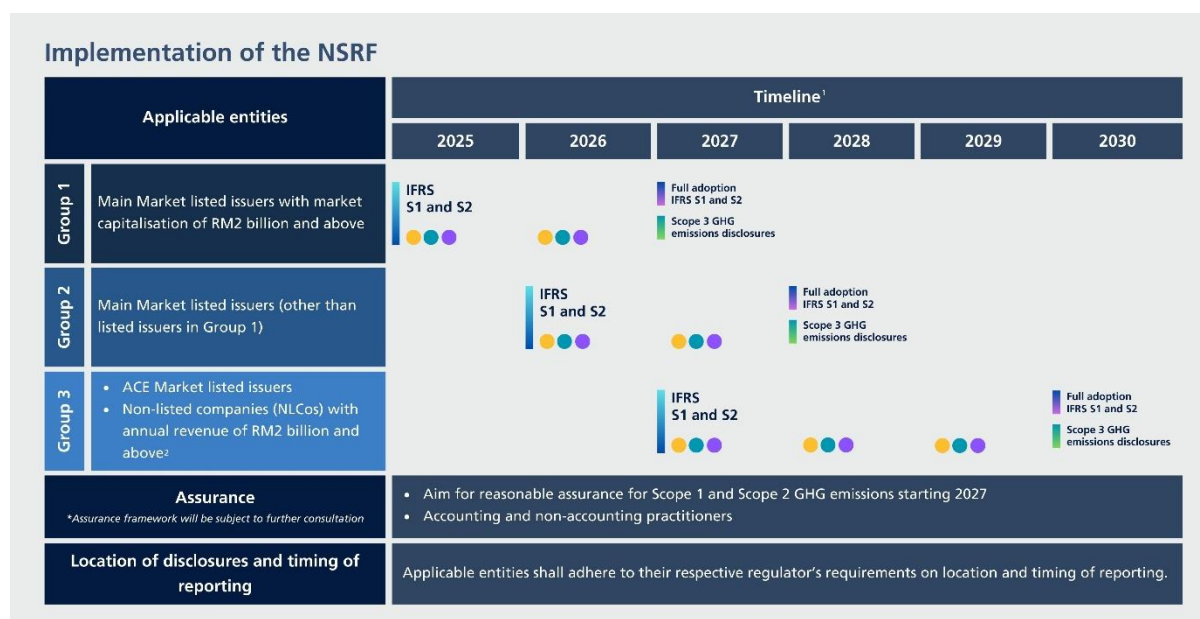 Implementation of the NSRF
Applicable entities
Timeline¹
2025
2026
2027
2028
2029
2030
Group 1
Main Market listed issuers with market
capitalisation of RM2 billion and above
IFRS
S1 and S2
Full adoption
IFRS S1 and S2
Scope 3 GHG
emissions disclosures
Group 2
Main Market listed issuers (other than
listed issuers in Group 1)
IFRS
S1 and S2
Full adoption
IFRS S1 and S2
Scope 3 GHG
emissions disclosures
Group 3
• ACE Market listed issuers
• Non-listed companies (NLCos) with
annual revenue of RM2 billion and
above²
IFRS
S1 and S2
Full adoption
IFRS S1 and S2
Scope 3 GHG
emissions disclosures
Assurance
*Assurance framework will be subject to further consultation
• Aim for reasonable assurance for Scope 1 and Scope 2 GHG emissions starting 2027
• Accounting and non-accounting practitioners
Location of disclosures and timing of
reporting
Applicable entities shall adhere to their respective regulator's requirements on location and timing of reporting.